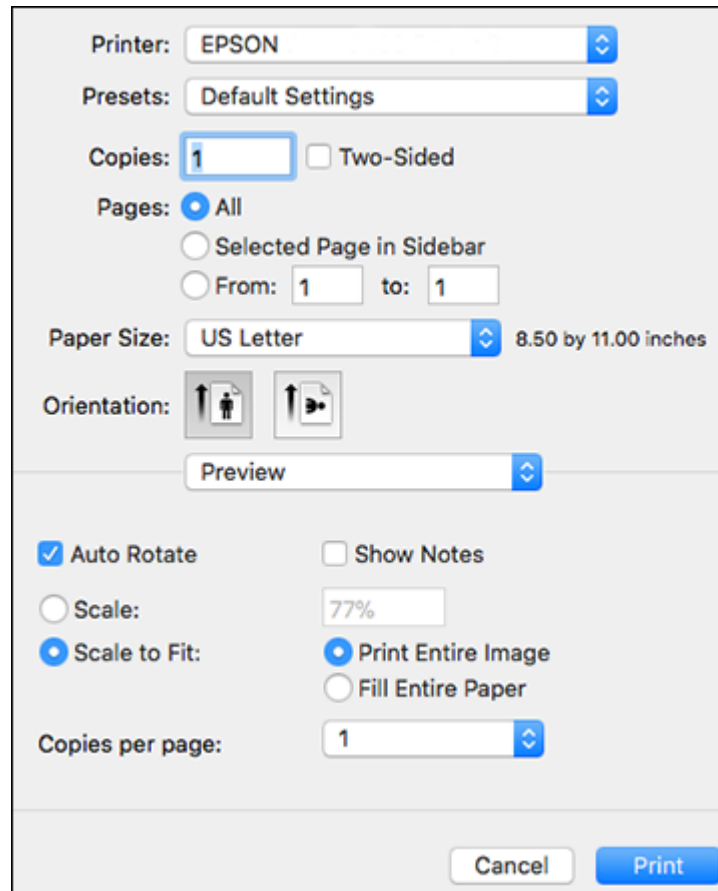 Printer: EPSON
Presets: Default Settings
Copies: 1 Two-Sided
Pages: All
Selected Page in Sidebar
From: 1 to: 1
Paper Size: US Letter 8.50 by 11.00 inches
Orientation:
Preview
Auto Rotate Show Notes
Scale: 77%
Scale to Fit: Print Entire Image
Fill Entire Paper
Copies per page: 1
Cancel Print